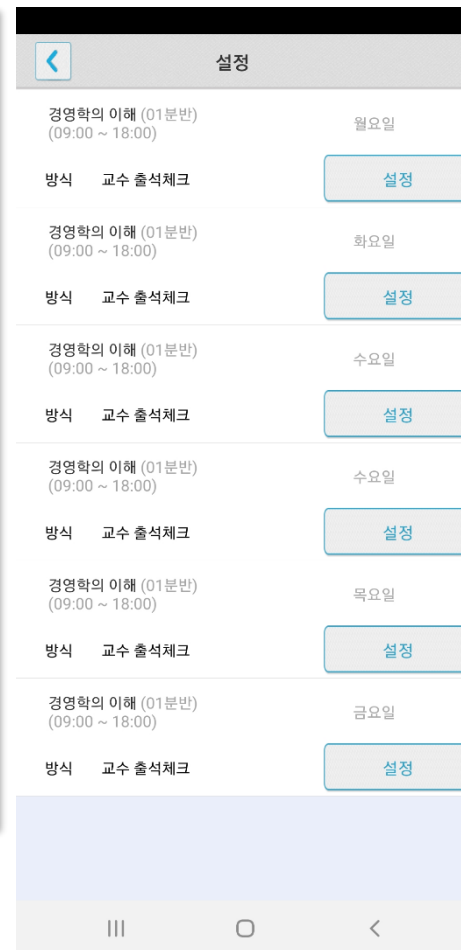 설정
경영학의 이해 (01분반)
(09:00 ~ 18:00)
월요일
방식 교수 출석체크 설정
경영학의 이해 (01분반)
(09:00 ~ 18:00)
화요일
방식 교수 출석체크 설정
경영학의 이해 (01분반)
(09:00 ~ 18:00)
수요일
방식 교수 출석체크 설정
경영학의 이해 (01분반)
(09:00 ~ 18:00)
수요일
방식 교수 출석체크 설정
경영학의 이해 (01분반)
(09:00 ~ 18:00)
목요일
방식 교수 출석체크 설정
경영학의 이해 (01분반)
(09:00 ~ 18:00)
금요일
방식 교수 출석체크 설정